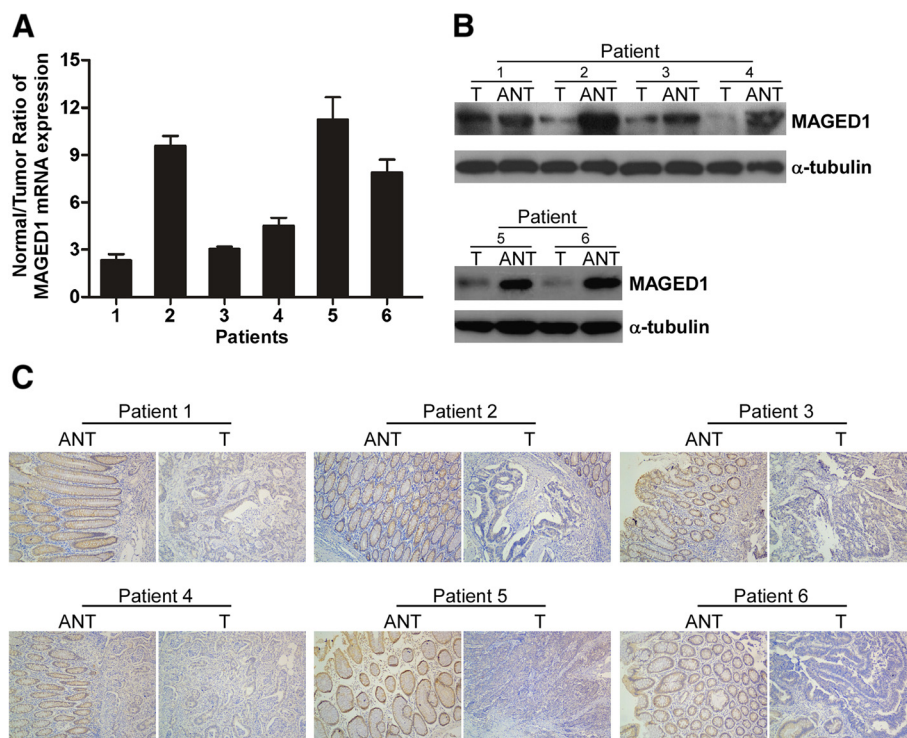 A
Normal/Tumor Ratio of
MAGED1 mRNA expression
15
12
9
6
3
0
1 2 3 4 5 6
Patients
B
Patient
1 2 3 4
T ANT T ANT T ANT T ANT
MAGED1
α-tubulin
Patient
5 6
T ANT T ANT
MAGED1
α-tubulin
C
Patient 1 Patient 2 Patient 3
ANT T ANT T ANT T
Patient 4 Patient 5 Patient 6
ANT T ANT T ANT T